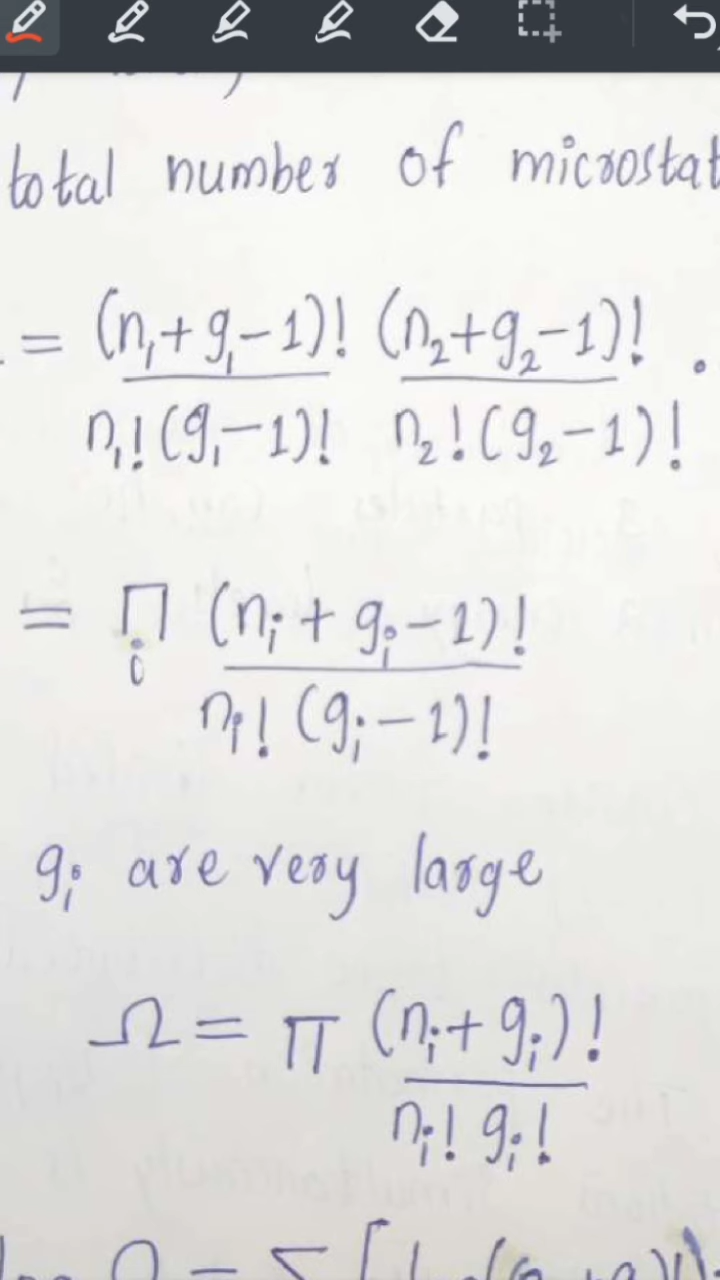 total number of microstat
= (n₁+g₁-1)! (n₂+g₂-1)! .
n₁!(g₁-1)! n₂!(g₂-1)!
= Π (nᵢ + gᵢ-1)!
i
nᵢ! (gᵢ-1)!
gᵢ are very large
Ω = π (nᵢ+gᵢ)!
nᵢ! gᵢ!